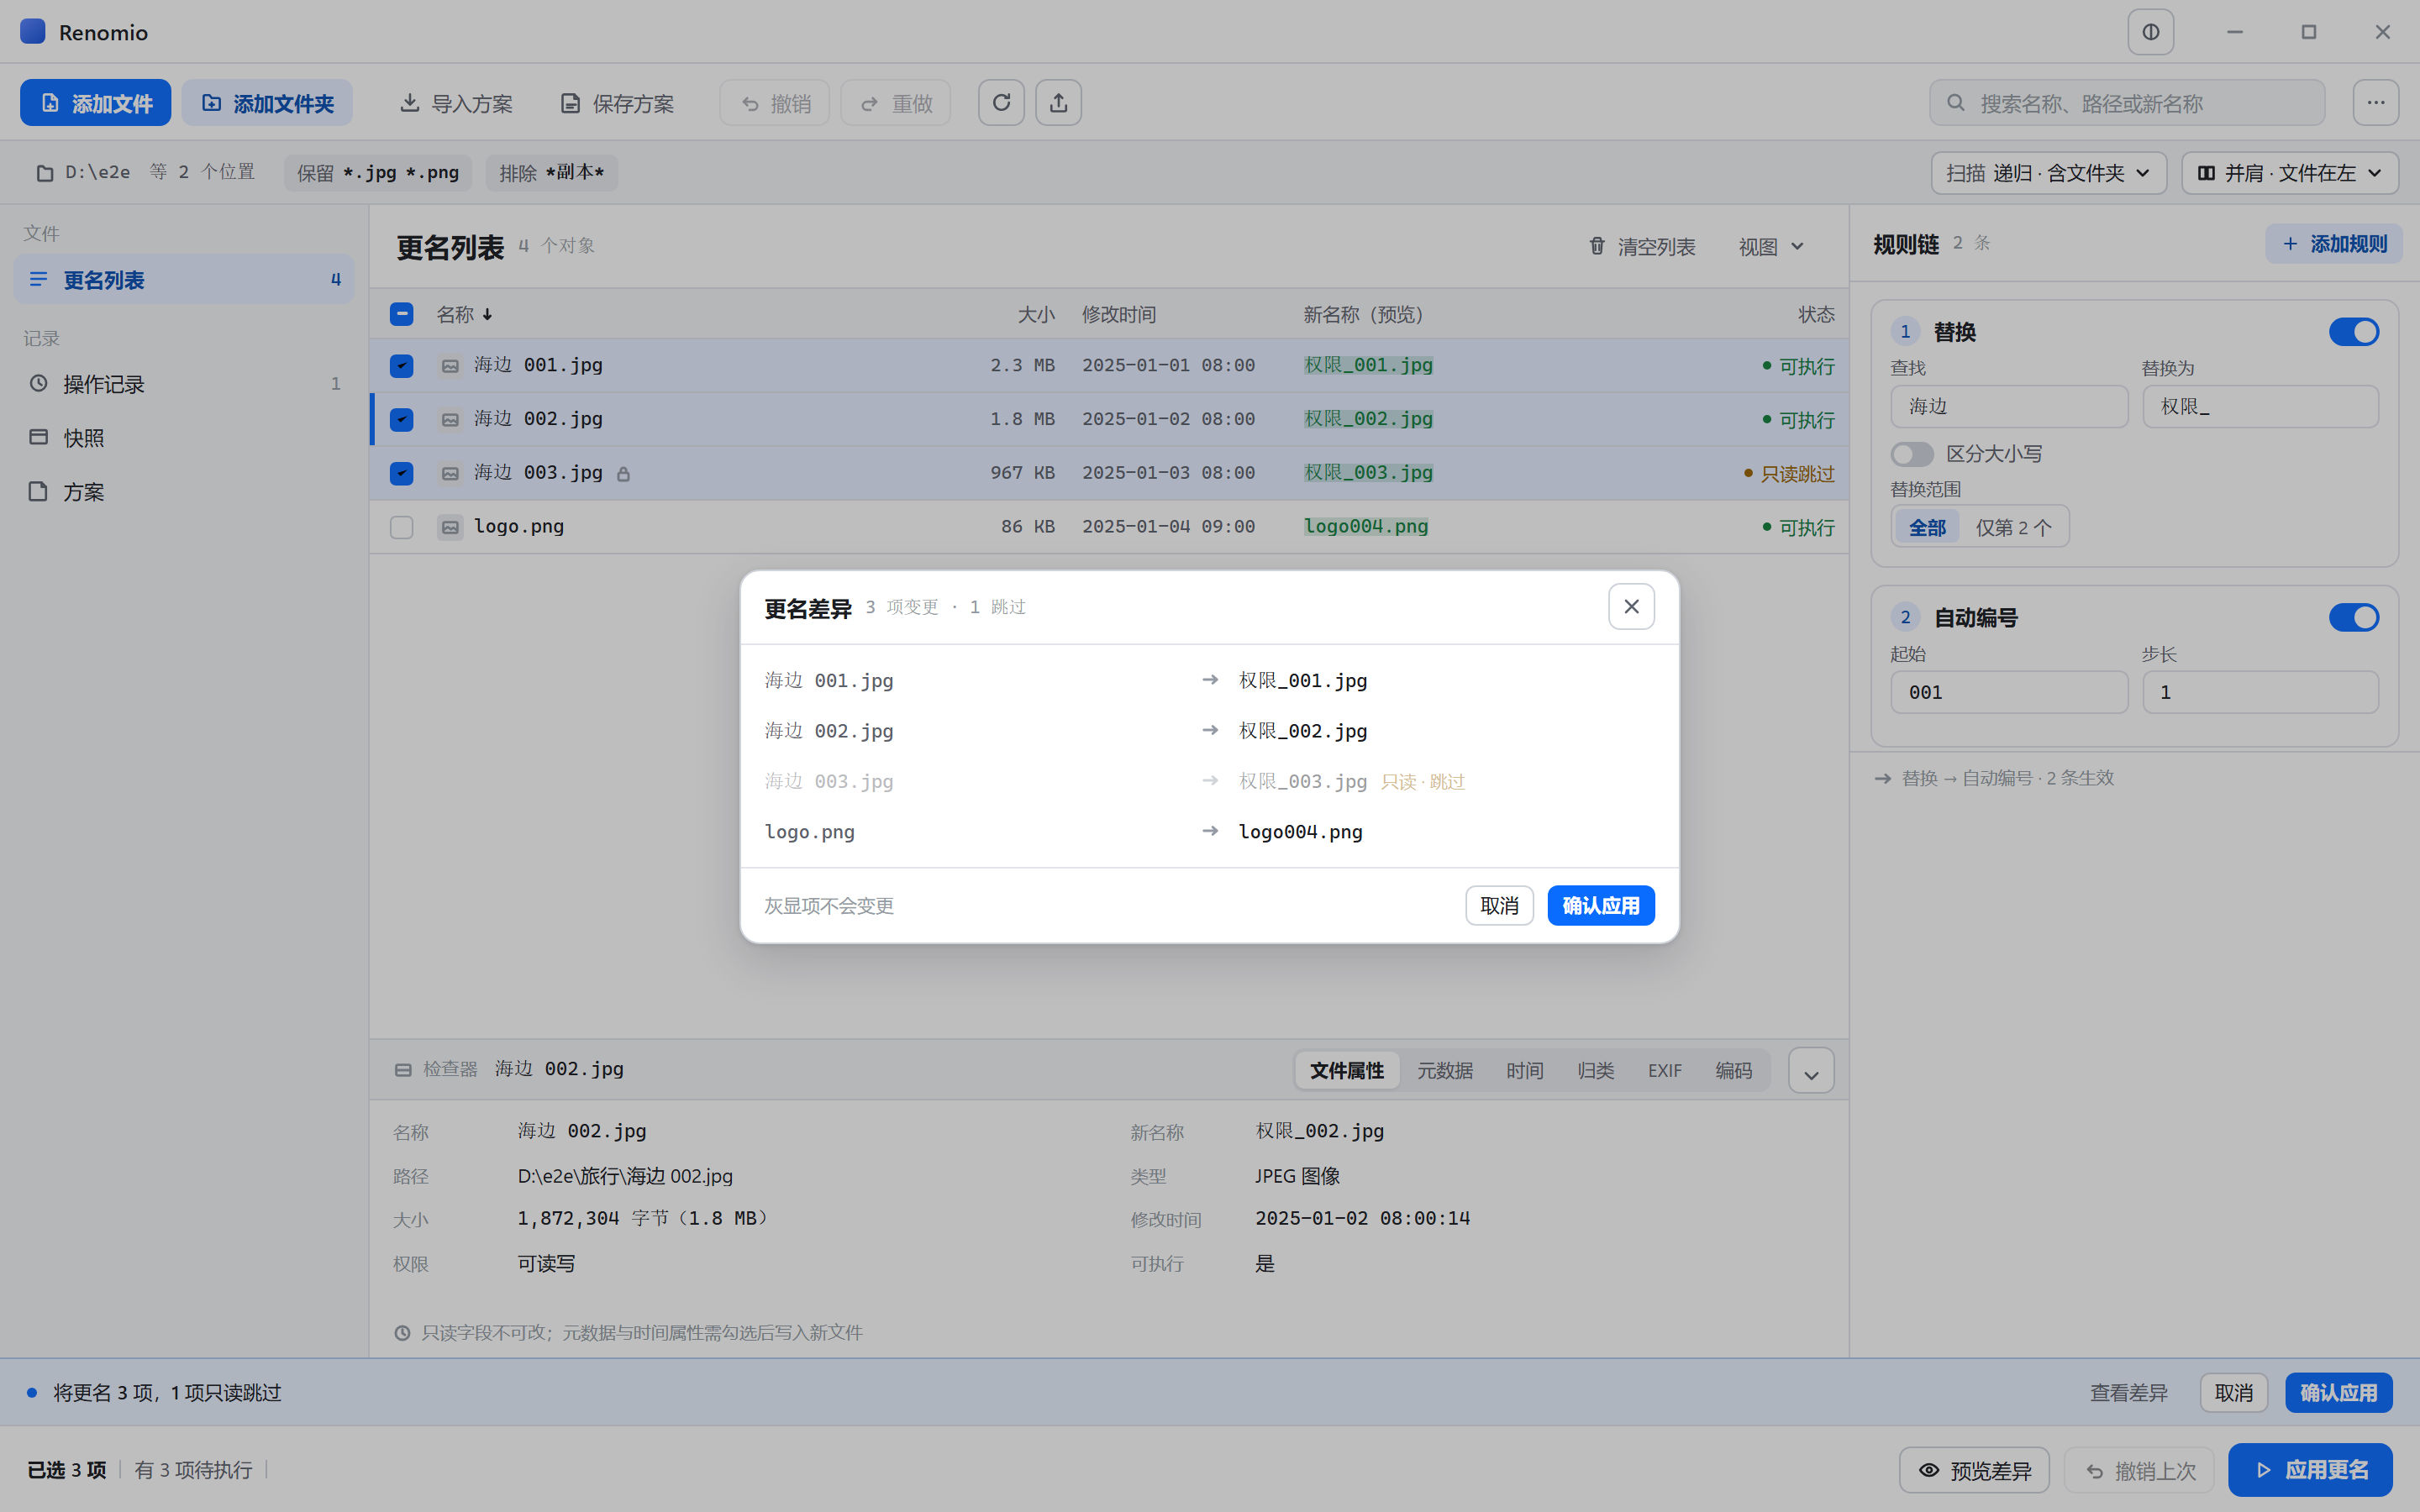 Renomio
添加文件 添加文件夹 导入方案 保存方案 撤销 重做 搜索名称、路径或新名称
D:\e2e 等 2 个位置 保留 *.jpg *.png 排除 *副本* 扫描 递归 · 含文件夹 并肩 · 文件在左
文件
更名列表 4
记录
操作记录 1
快照
方案
更名列表 4 个对象 清空列表 视图
名称 大小 修改时间 新名称（预览） 状态
海边 001.jpg 2.3 MB 2025-01-01 08:00 权限_001.jpg 可执行
海边 002.jpg 1.8 MB 2025-01-02 08:00 权限_002.jpg 可执行
海边 003.jpg 967 KB 2025-01-03 08:00 权限_003.jpg 只读跳过
logo.png 86 KB 2025-01-04 09:00 logo004.png 可执行
更名差异 3 项变更 · 1 跳过
海边 001.jpg → 权限_001.jpg
海边 002.jpg → 权限_002.jpg
海边 003.jpg → 权限_003.jpg 只读 · 跳过
logo.png → logo004.png
灰显项不会变更 取消 确认应用
检查器 海边 002.jpg 文件属性 元数据 时间 归类 EXIF 编码
名称 海边 002.jpg 新名称 权限_002.jpg
路径 D:\e2e\旅行\海边 002.jpg 类型 JPEG 图像
大小 1,872,304 字节（1.8 MB） 修改时间 2025-01-02 08:00:14
权限 可读写 可执行 是
只读字段不可改；元数据与时间属性需勾选后写入新文件
规则链 2 条 添加规则
1 替换
查找 替换为
海边 权限_
区分大小写
替换范围
全部 仅第 2 个
2 自动编号
起始 步长
001 1
→ 替换 → 自动编号 · 2 条生效
将更名 3 项，1 项只读跳过 查看差异 取消 确认应用
已选 3 项 有 3 项待执行 预览差异 撤销上次 应用更名